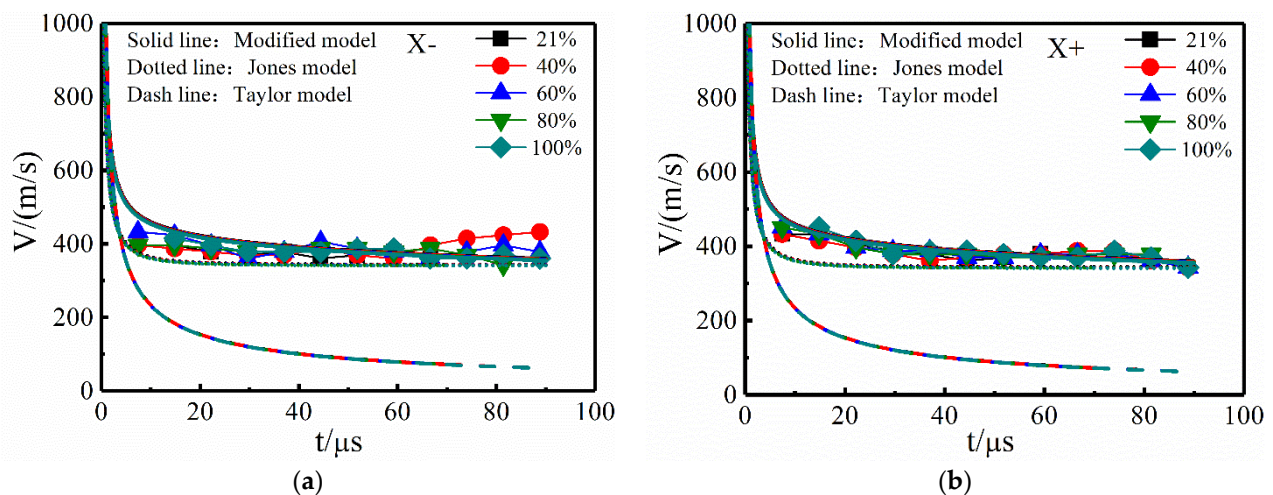 1000
800
600
400
200
0
V/(m/s)
Solid line: Modified model
Dotted line: Jones model
Dash line: Taylor model
X-
21%
40%
60%
80%
100%
0 20 40 60 80 100
t/μs
(a)
1000
800
600
400
200
0
V/(m/s)
Solid line: Modified model
Dotted line: Jones model
Dash line: Taylor model
X+
21%
40%
60%
80%
100%
0 20 40 60 80 100
t/μs
(b)